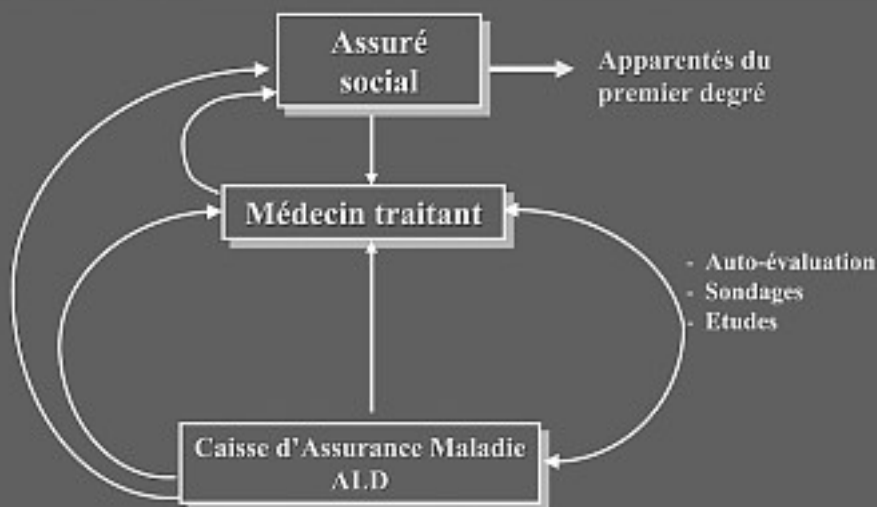 Assuré
social
Apparentés du
premier degré
Médecin traitant
- Auto-évaluation
- Sondages
- Etudes
Caisse d'Assurance Maladie
ALD